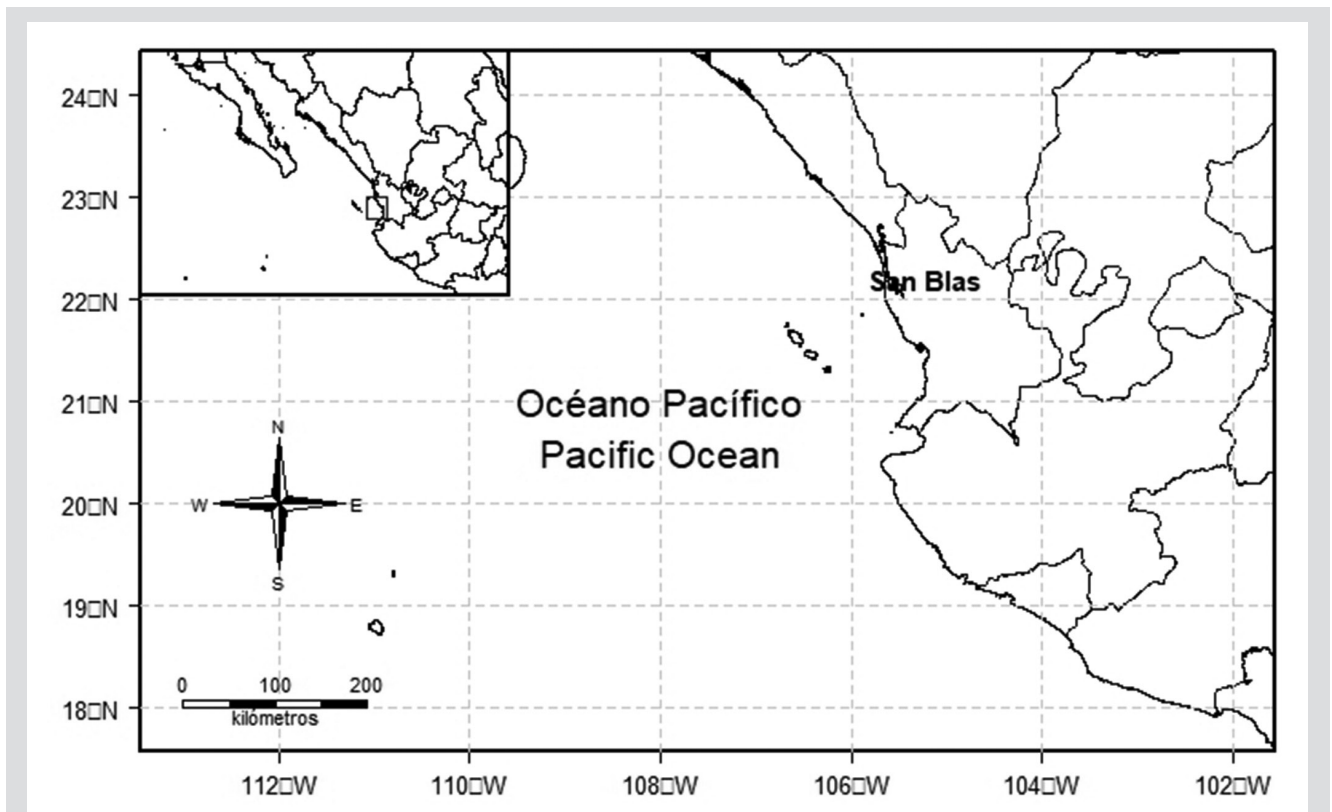 24□N
23□N
22□N
21□N
20□N
19□N
18□N
San Blas
Océano Pacífico
Pacific Ocean
N
W
E
S
0 100 200
kilómetros
112□W 110□W 108□W 106□W 104□W 102□W